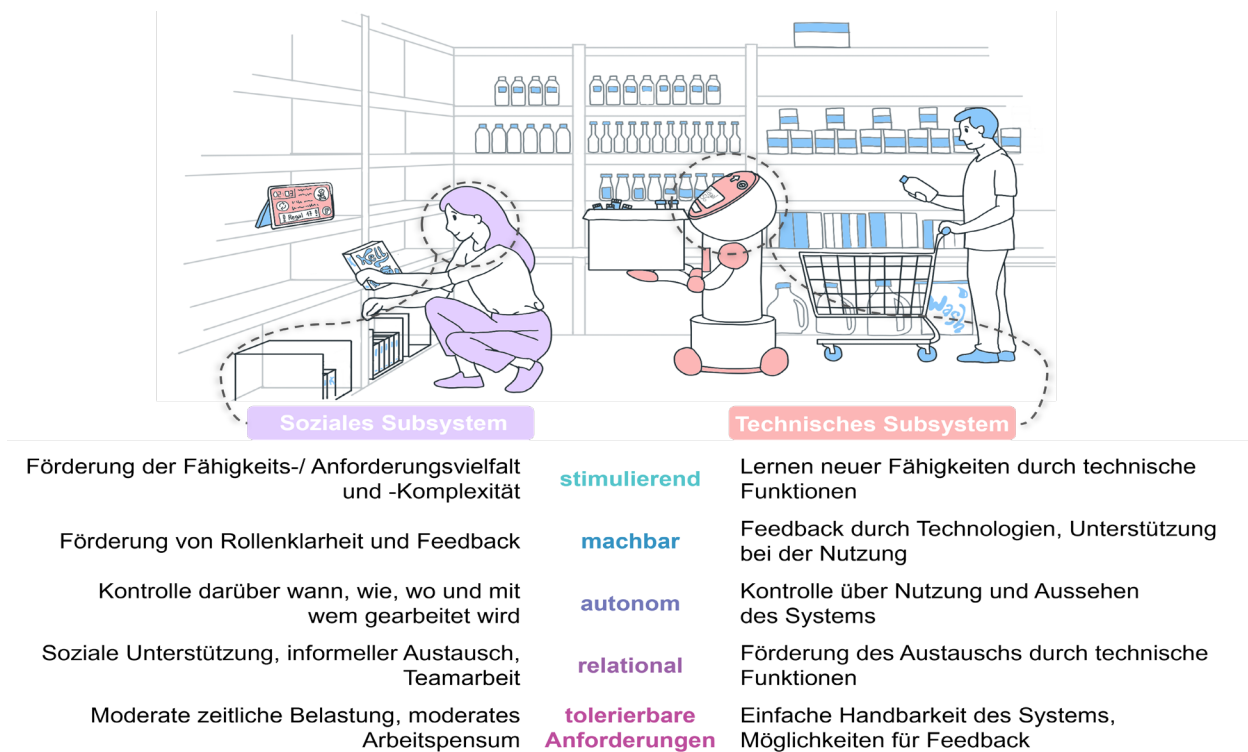 Regal 17
Soziales Subsystem
Technisches Subsystem
Förderung der Fähigkeits-/ Anforderungsvielfalt
und -Komplexität
stimulierend
Lernen neuer Fähigkeiten durch technische
Funktionen
Förderung von Rollenklarheit und Feedback
machbar
Feedback durch Technologien, Unterstützung
bei der Nutzung
Kontrolle darüber wann, wie, wo und mit
wem gearbeitet wird
autonom
Kontrolle über Nutzung und Aussehen
des Systems
Soziale Unterstützung, informeller Austausch,
Teamarbeit
relational
Förderung des Austauschs durch technische
Funktionen
Moderate zeitliche Belastung, moderates
Arbeitspensum
tolerierbare
Anforderungen
Einfache Handbarkeit des Systems,
Möglichkeiten für Feedback